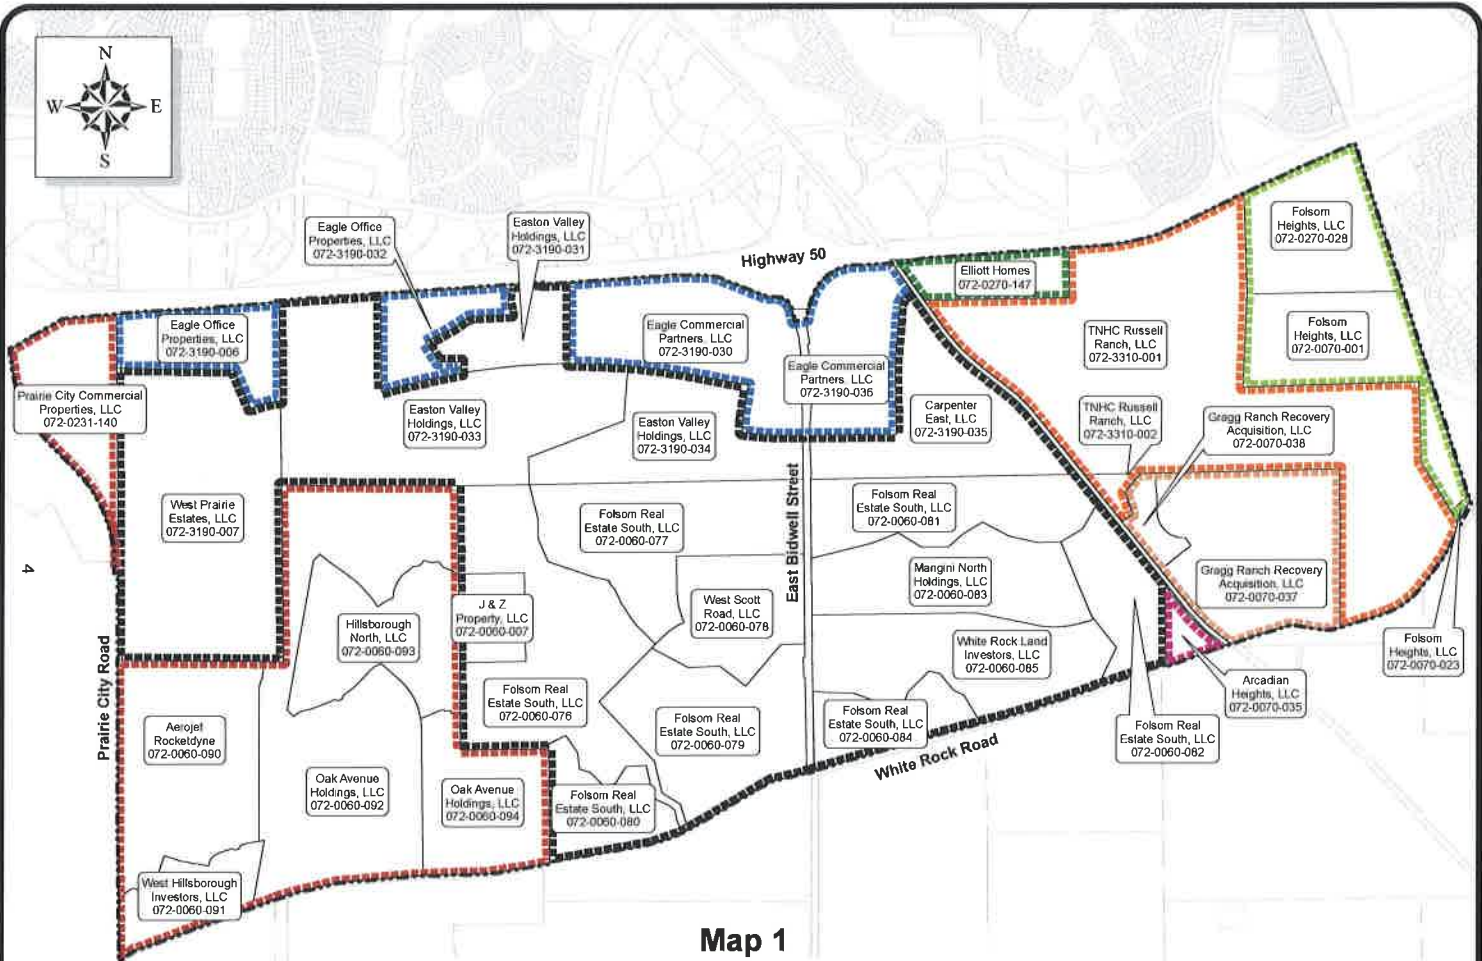 N
W E
S
Eagle Office
Properties, LLC
072-3190-032
Easton Valley
Holdings, LLC
072-3190-031
Highway 50
Folsom
Heights, LLC
072-0270-028
Elliott Homes
072-0270-147
Eagle Office
Properties, LLC
072-3190-006
Eagle Commercial
Partners, LLC
072-3190-030
TNHC Russell
Ranch, LLC
072-3310-001
Folsom
Heights, LLC
072-0070-001
Prairie City Commercial
Properties, LLC
072-0231-140
Eagle Commercial
Partners, LLC
072-3190-036
Easton Valley
Holdings, LLC
072-3190-033
Easton Valley
Holdings, LLC
072-3190-034
Carpenter
East, LLC
072-3190-035
TNHC Russell
Ranch, LLC
072-3310-002
Gragg Ranch Recovery
Acquisition, LLC
072-0070-038
West Prairie
Estates, LLC
072-3190-007
Folsom Real
Estate South, LLC
072-0060-077
East Bidwell Street
Folsom Real
Estate South, LLC
072-0060-081
4
Mangini North
Holdings, LLC
072-0060-083
Gragg Ranch Recovery
Acquisition, LLC
072-0070-037
Hillsborough
North, LLC
072-0060-093
J & Z
Property, LLC
072-0060-007
West Scott
Road, LLC
072-0060-078
White Rock Land
Investors, LLC
072-0060-085
Folsom
Heights, LLC
072-0070-023
Prairie City Road
Aerojet
Rocketdyne
072-0060-090
Folsom Real
Estate South, LLC
072-0060-076
Folsom Real
Estate South, LLC
072-0060-079
Folsom Real
Estate South, LLC
072-0060-084
Arcadian
Heights, LLC
072-0070-035
Folsom Real
Estate South, LLC
072-0060-082
White Rock Road
Oak Avenue
Holdings, LLC
072-0060-092
Oak Avenue
Holdings, LLC
072-0060-094
Folsom Real
Estate South, LLC
072-0060-080
West Hillsborough
Investors, LLC
072-0060-091
Map 1